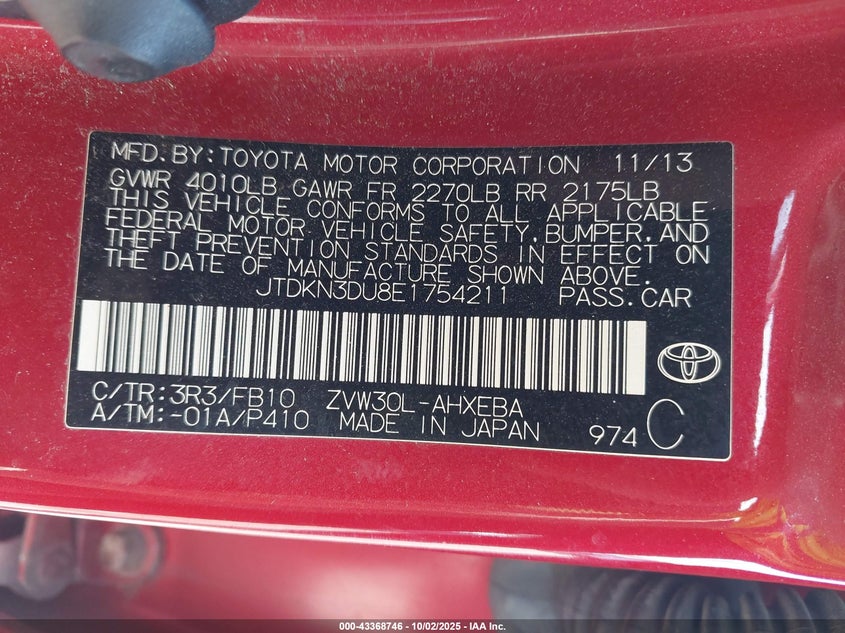 MFD. BY: TOYOTA MOTOR CORPORATION 11/13
GVWR 4010LB GAWR FR 2270LB RR 2175LB
THIS VEHICLE CONFORMS TO ALL APPLICABLE
FEDERAL MOTOR VEHICLE SAFETY, BUMPER, AND
THEFT PREVENTION STANDARDS IN EFFECT ON
THE DATE OF MANUFACTURE SHOWN ABOVE.
JTDKN3DU8E1754211 PASS. CAR
C/TR: 3R3/FB10 ZVW30L-AHXEBA
A/TM: -01A/P410 MADE IN JAPAN 974 C
000-43368746 - 10/02/2025 - IAA Inc.